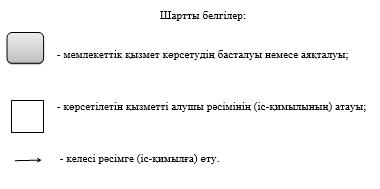 Шартты белгілер:
- мемлекеттік қызмет көрсетудің басталуы немесе аяқталуы;
- көрсетілетін қызметті алушы рәсімінің (іс-қимылының) атауы;
- келесі рәсімге (іс-қимылға) өту.